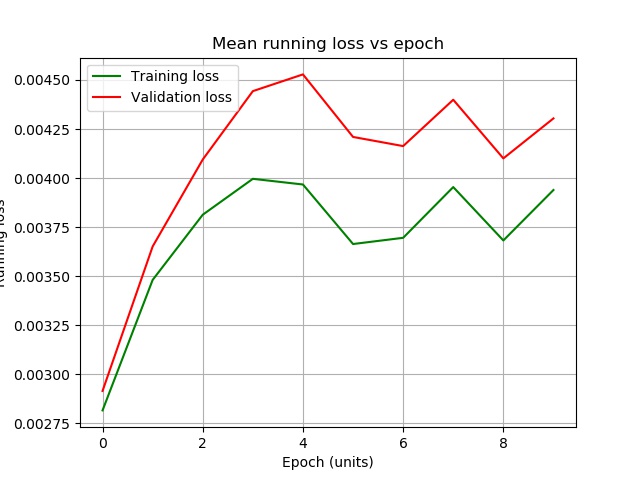 Mean running loss vs epoch
Training loss
Validation loss
0.00450
0.00425
0.00400
0.00375
0.00350
0.00325
0.00300
0.00275
Running loss
0 2 4 6 8
Epoch (units)